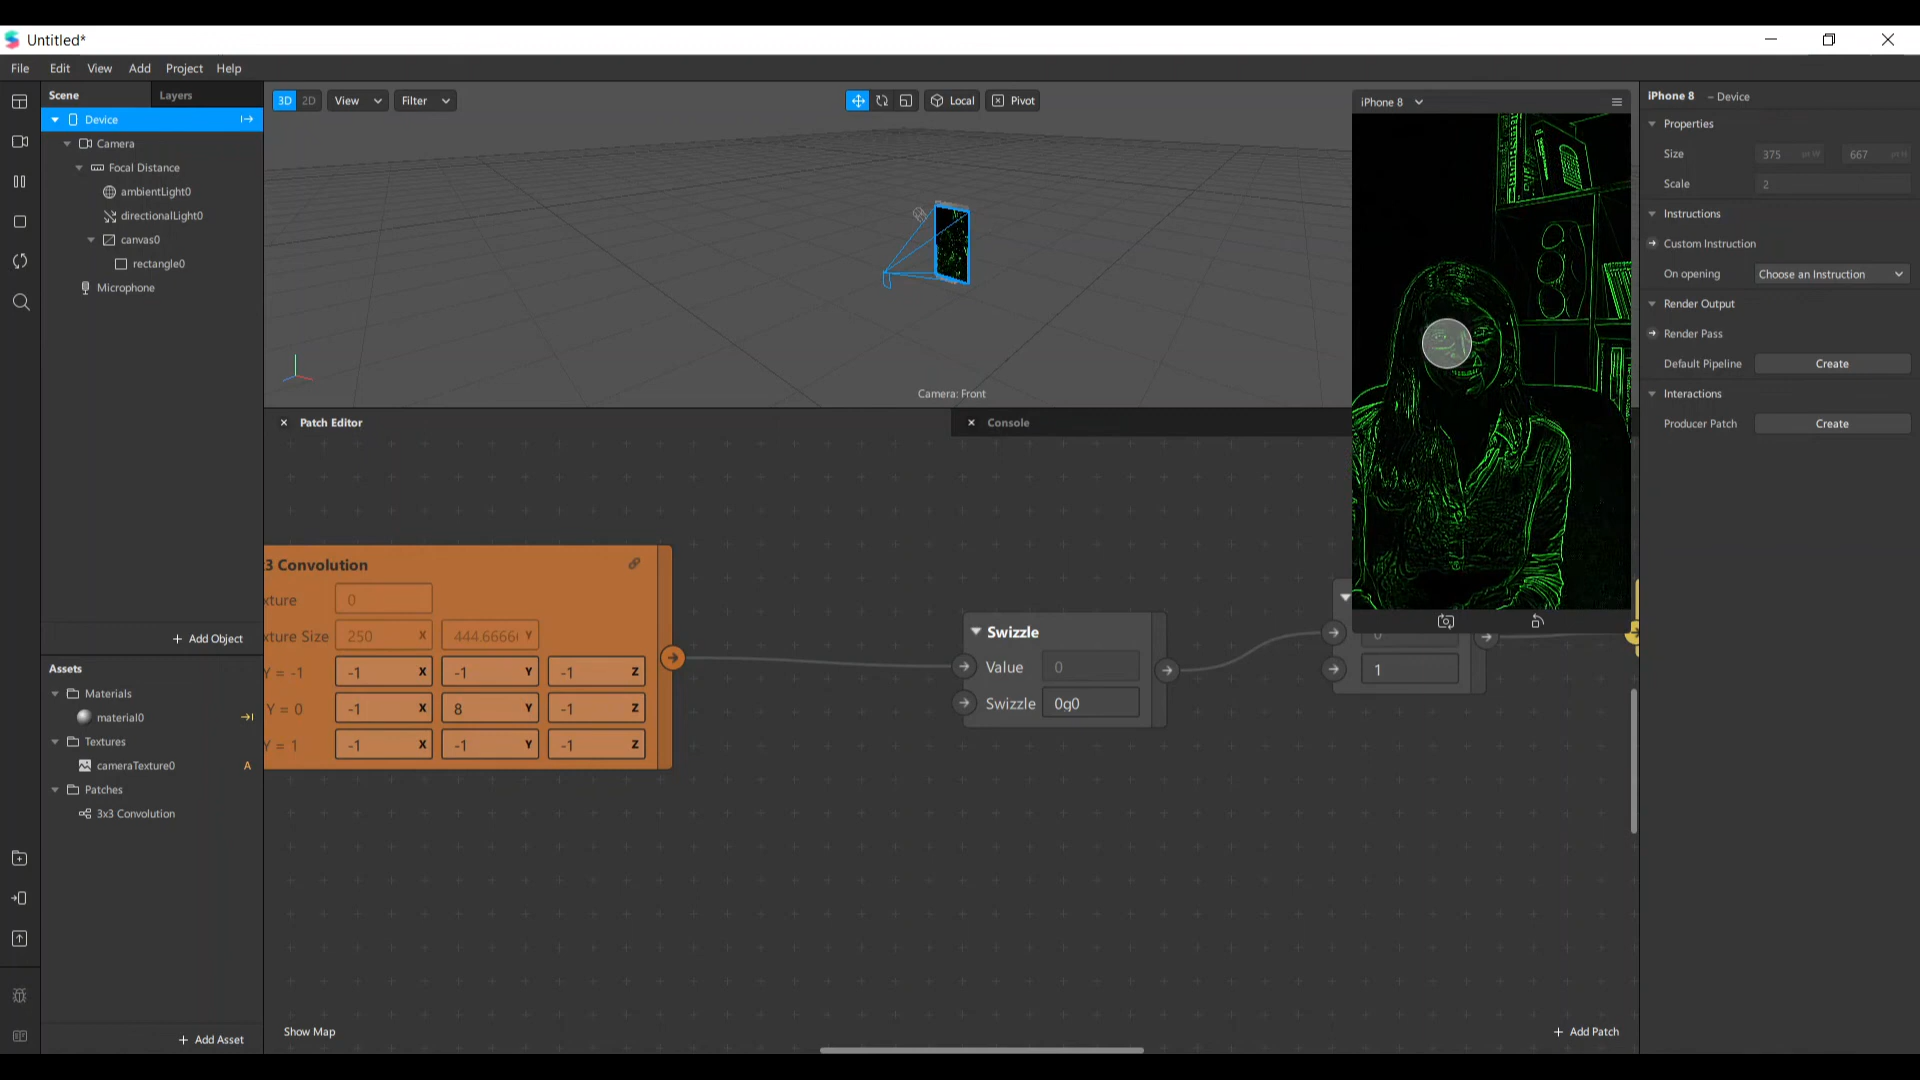 Untitled*
File Edit View Add Project Help
Scene Layers
Device
Camera
Focal Distance
ambientLight0
directionalLight0
canvas0
rectangle0
Microphone
+ Add Object
Assets
Materials
material0
Textures
cameraTexture0 A
Patches
3x3 Convolution
+ Add Asset
3D 2D View Filter Local Pivot
Camera: Front
iPhone 8
Patch Editor
Console
3 Convolution
xture 0
xture Size 250 X 444.6666 Y
Y = -1 -1 X -1 Y -1 Z
Y = 0 -1 X 8 Y -1 Z
Y = 1 -1 X -1 Y -1 Z
Swizzle
Value 0
Swizzle 0g0
0
1
Show Map
+ Add Patch
iPhone 8 – Device
Properties
Size 375 667
Scale 2
Instructions
Custom Instruction
On opening Choose an Instruction
Render Output
Render Pass
Default Pipeline Create
Interactions
Producer Patch Create